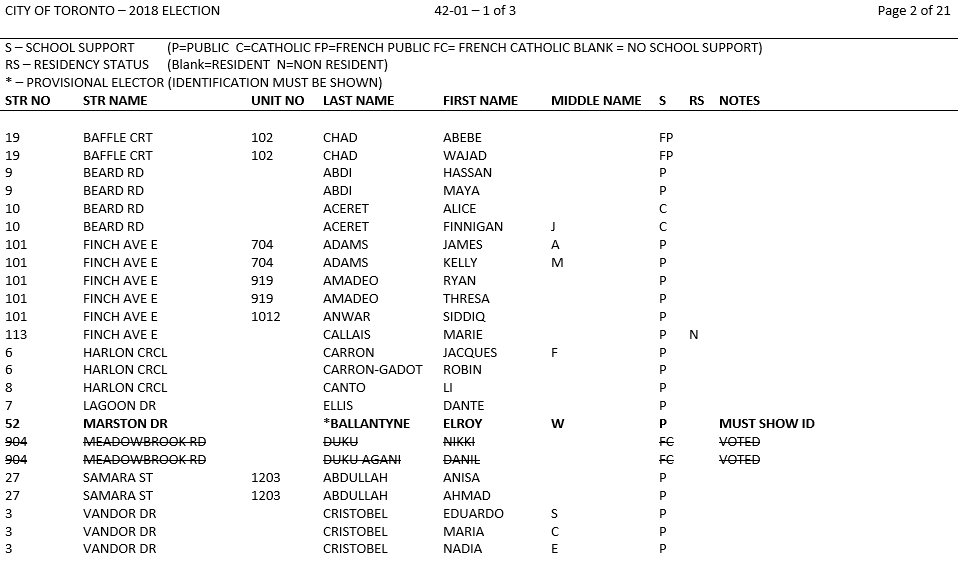 CITY OF TORONTO – 2018 ELECTION 42-01 – 1 of 3 Page 2 of 21
S – SCHOOL SUPPORT (P=PUBLIC C=CATHOLIC FP=FRENCH PUBLIC FC= FRENCH CATHOLIC BLANK = NO SCHOOL SUPPORT)
RS – RESIDENCY STATUS (Blank=RESIDENT N=NON RESIDENT)
* – PROVISIONAL ELECTOR (IDENTIFICATION MUST BE SHOWN)
STR NO STR NAME UNIT NO LAST NAME FIRST NAME MIDDLE NAME S RS NOTES
19 BAFFLE CRT 102 CHAD ABEBE FP
19 BAFFLE CRT 102 CHAD WAJAD FP
9 BEARD RD ABDI HASSAN P
9 BEARD RD ABDI MAYA P
10 BEARD RD ACERET ALICE C
10 BEARD RD ACERET FINNIGAN J C
101 FINCH AVE E 704 ADAMS JAMES A P
101 FINCH AVE E 704 ADAMS KELLY M P
101 FINCH AVE E 919 AMADEO RYAN P
101 FINCH AVE E 919 AMADEO THRESA P
101 FINCH AVE E 1012 ANWAR SIDDIQ P
113 FINCH AVE E CALLAIS MARIE P N
6 HARLON CRCL CARRON JACQUES F P
6 HARLON CRCL CARRON-GADOT ROBIN P
8 HARLON CRCL CANTO LI P
7 LAGOON DR ELLIS DANTE P
52 MARSTON DR *BALLANTYNE ELROY W P MUST SHOW ID
904 MEADOWBROOK RD DUKU NIKKI FC VOTED
904 MEADOWBROOK RD DUKU AGANI DANIL FC VOTED
27 SAMARA ST 1203 ABDULLAH ANISA P
27 SAMARA ST 1203 ABDULLAH AHMAD P
3 VANDOR DR CRISTOBEL EDUARDO S P
3 VANDOR DR CRISTOBEL MARIA C P
3 VANDOR DR CRISTOBEL NADIA E P